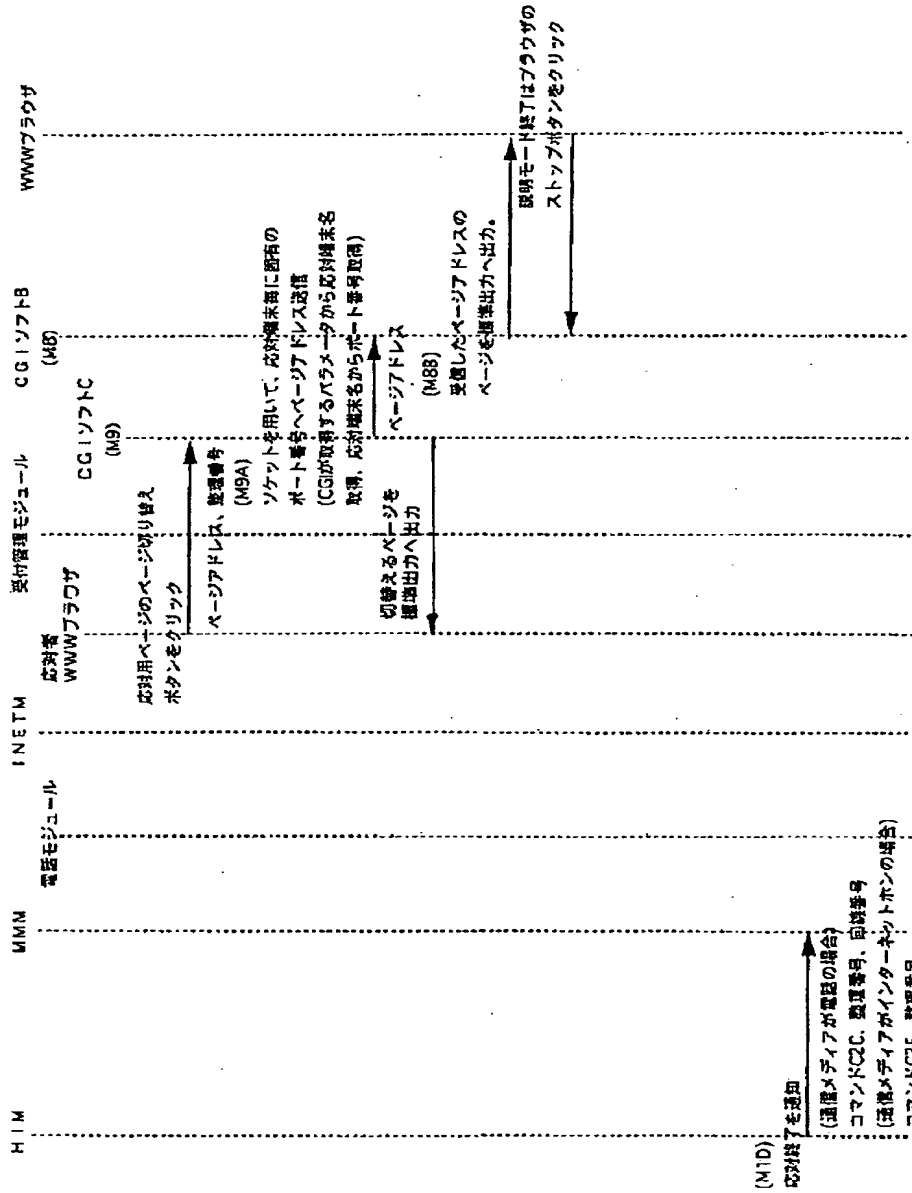 HIM
MMM
電話モジュール
INETM
応対者
WWWブラウザ
受付管理モジュール
CGIソフトC
(M9)
CGIソフトB
(M8)
WWWブラウザ
応対用ページのページ切り替え
ボタンをクリック
ページアドレス、整理番号
(M9A)
ソケットを用いて、応対端末毎に固有の
ポート番号へページアドレス送信
(CGIが取得するパラメータから応対端末名
取得、応対端末名からポート番号取得)
ページアドレス
切替えるページを
標準出力へ出力
(M8B)
受信したページアドレスの
ページを標準出力へ出力。
説明モード終了はブラウザの
ストップボタンをクリック
(M1D)
応対終了を通知
(通信メディアが電話の場合)
コマンドC2C、整理番号、回線番号
(通信メディアがインターネットホンの場合)